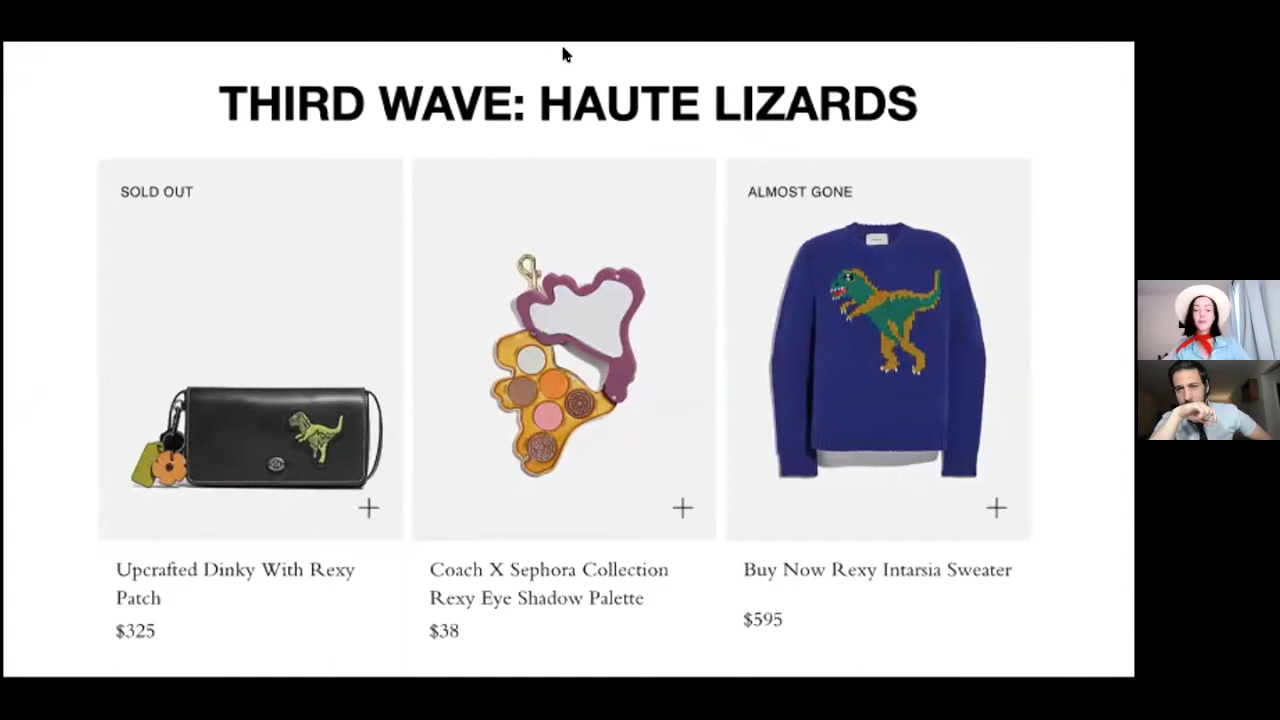 THIRD WAVE: HAUTE LIZARDS
SOLD OUT
ALMOST GONE
Upcrafted Dinky With Rexy
Patch
$325
Coach X Sephora Collection
Rexy Eye Shadow Palette
$38
Buy Now Rexy Intarsia Sweater
$595